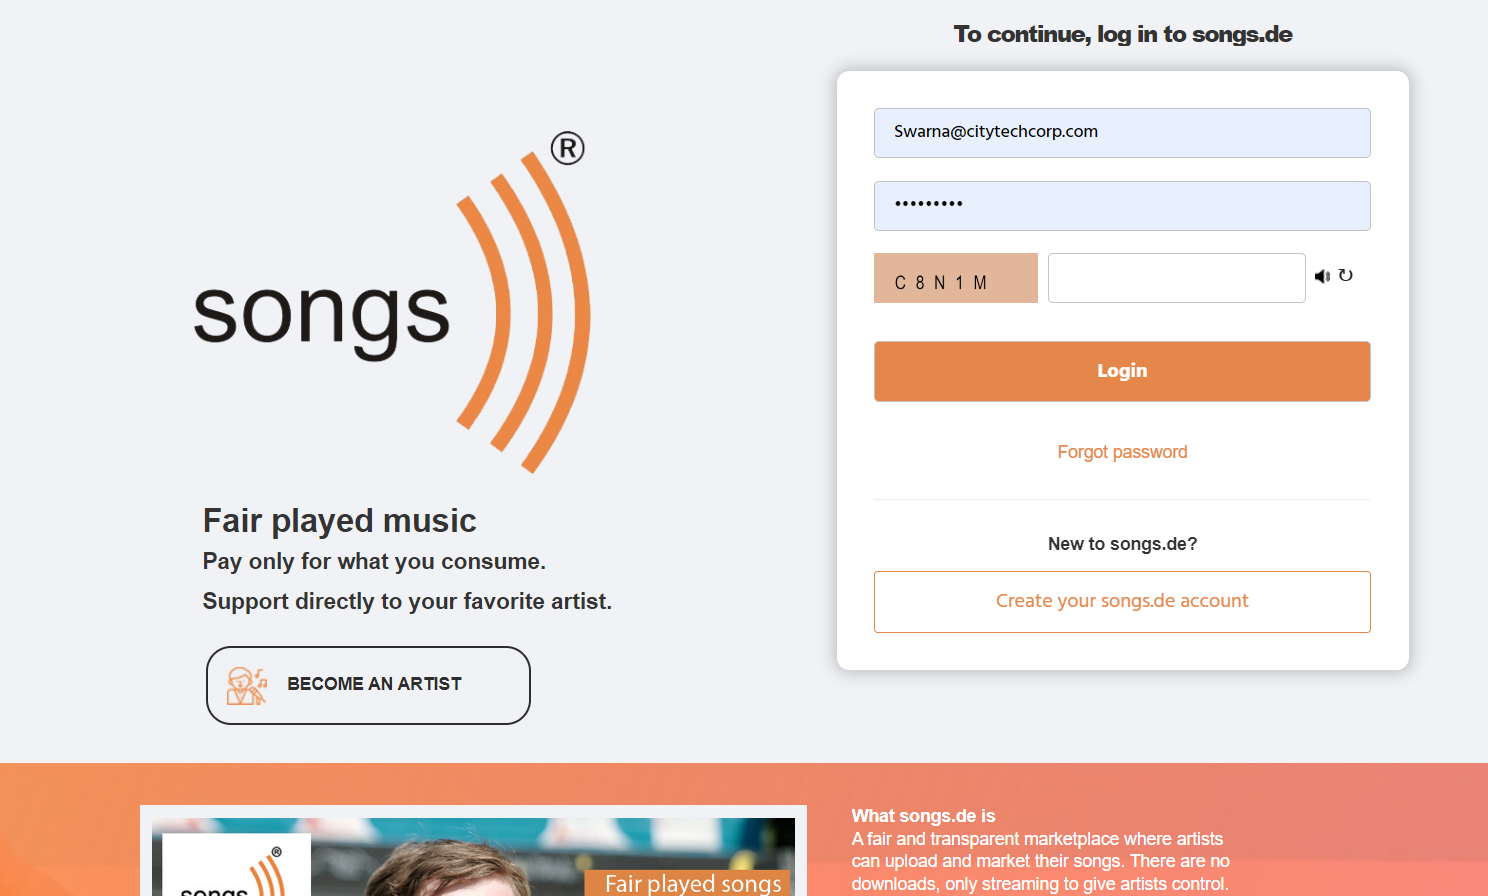 To continue, log in to songs.de
Swarna@citytechcorp.com
•••••••••
C 8 N 1 M
Login
Forgot password
New to songs.de?
Create your songs.de account
songs
®
Fair played music
Pay only for what you consume.
Support directly to your favorite artist.
BECOME AN ARTIST
songs
®
Fair played songs
What songs.de is
A fair and transparent marketplace where artists
can upload and market their songs. There are no
downloads, only streaming to give artists control.